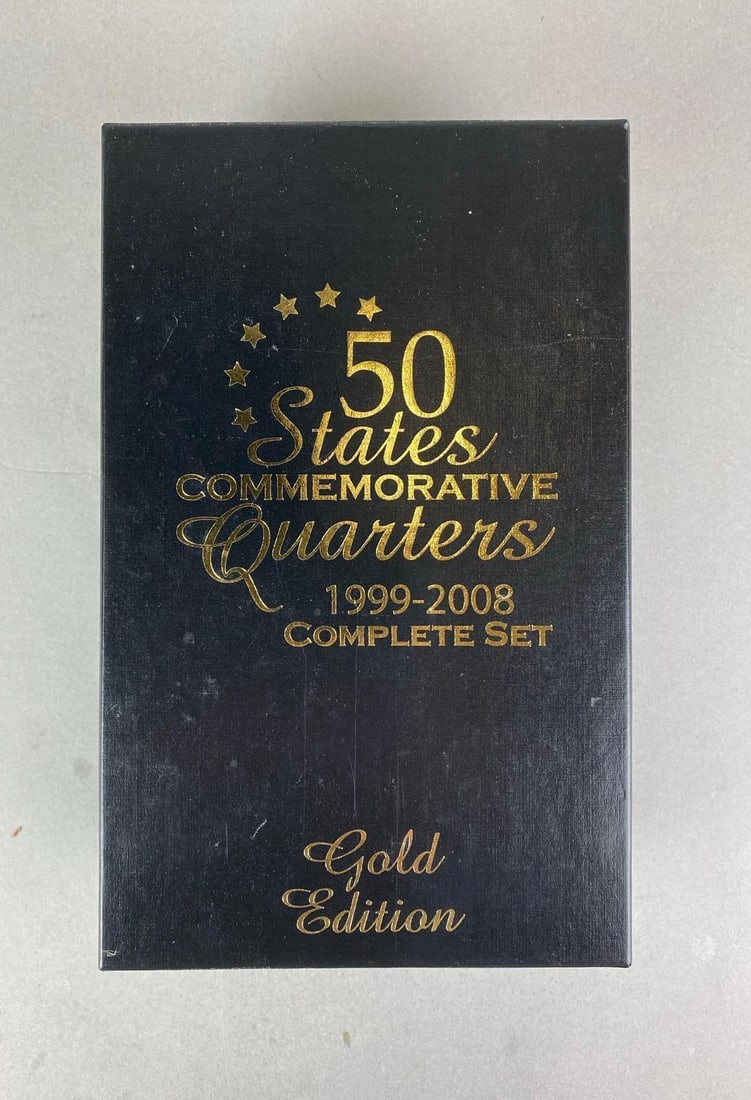 50
States
COMMEMORATIVE
Quarters
1999-2008
COMPLETE SET
Gold
Edition